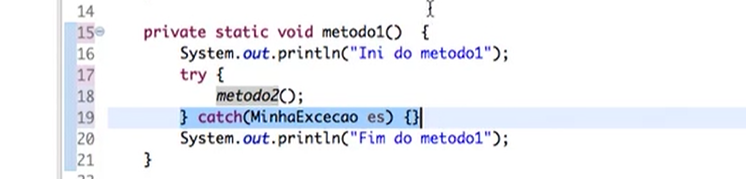 14
15 private static void metodo1() {
16 System.out.println("Ini do metodo1");
17 try {
18 metodo2();
19 } catch(MinhaExcecao es) {}
20 System.out.println("Fim do metodo1");
21 }